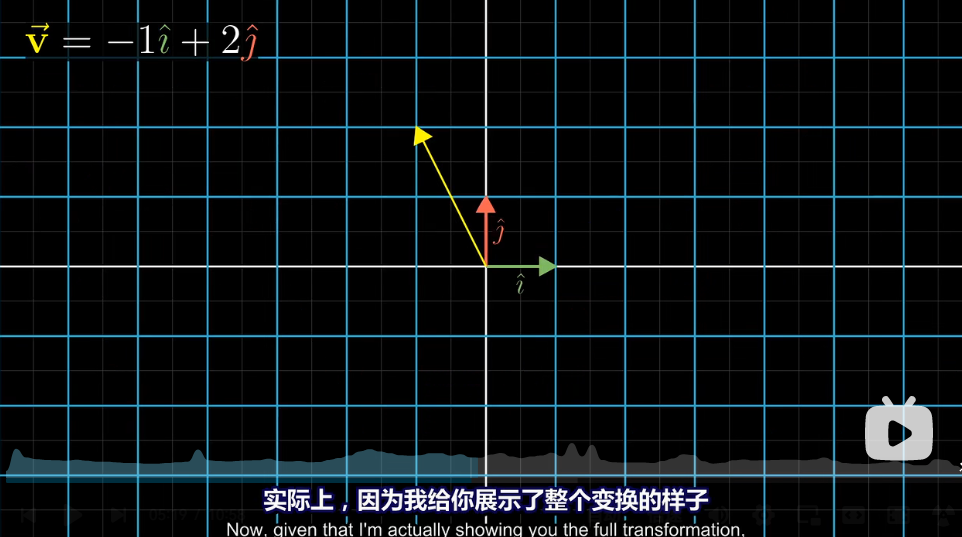 v⃗ = −1î + 2ĵ
ĵ
î
实际上，因为我给你展示了整个变换的样子
Now, given that I'm actually showing you the full transformation,